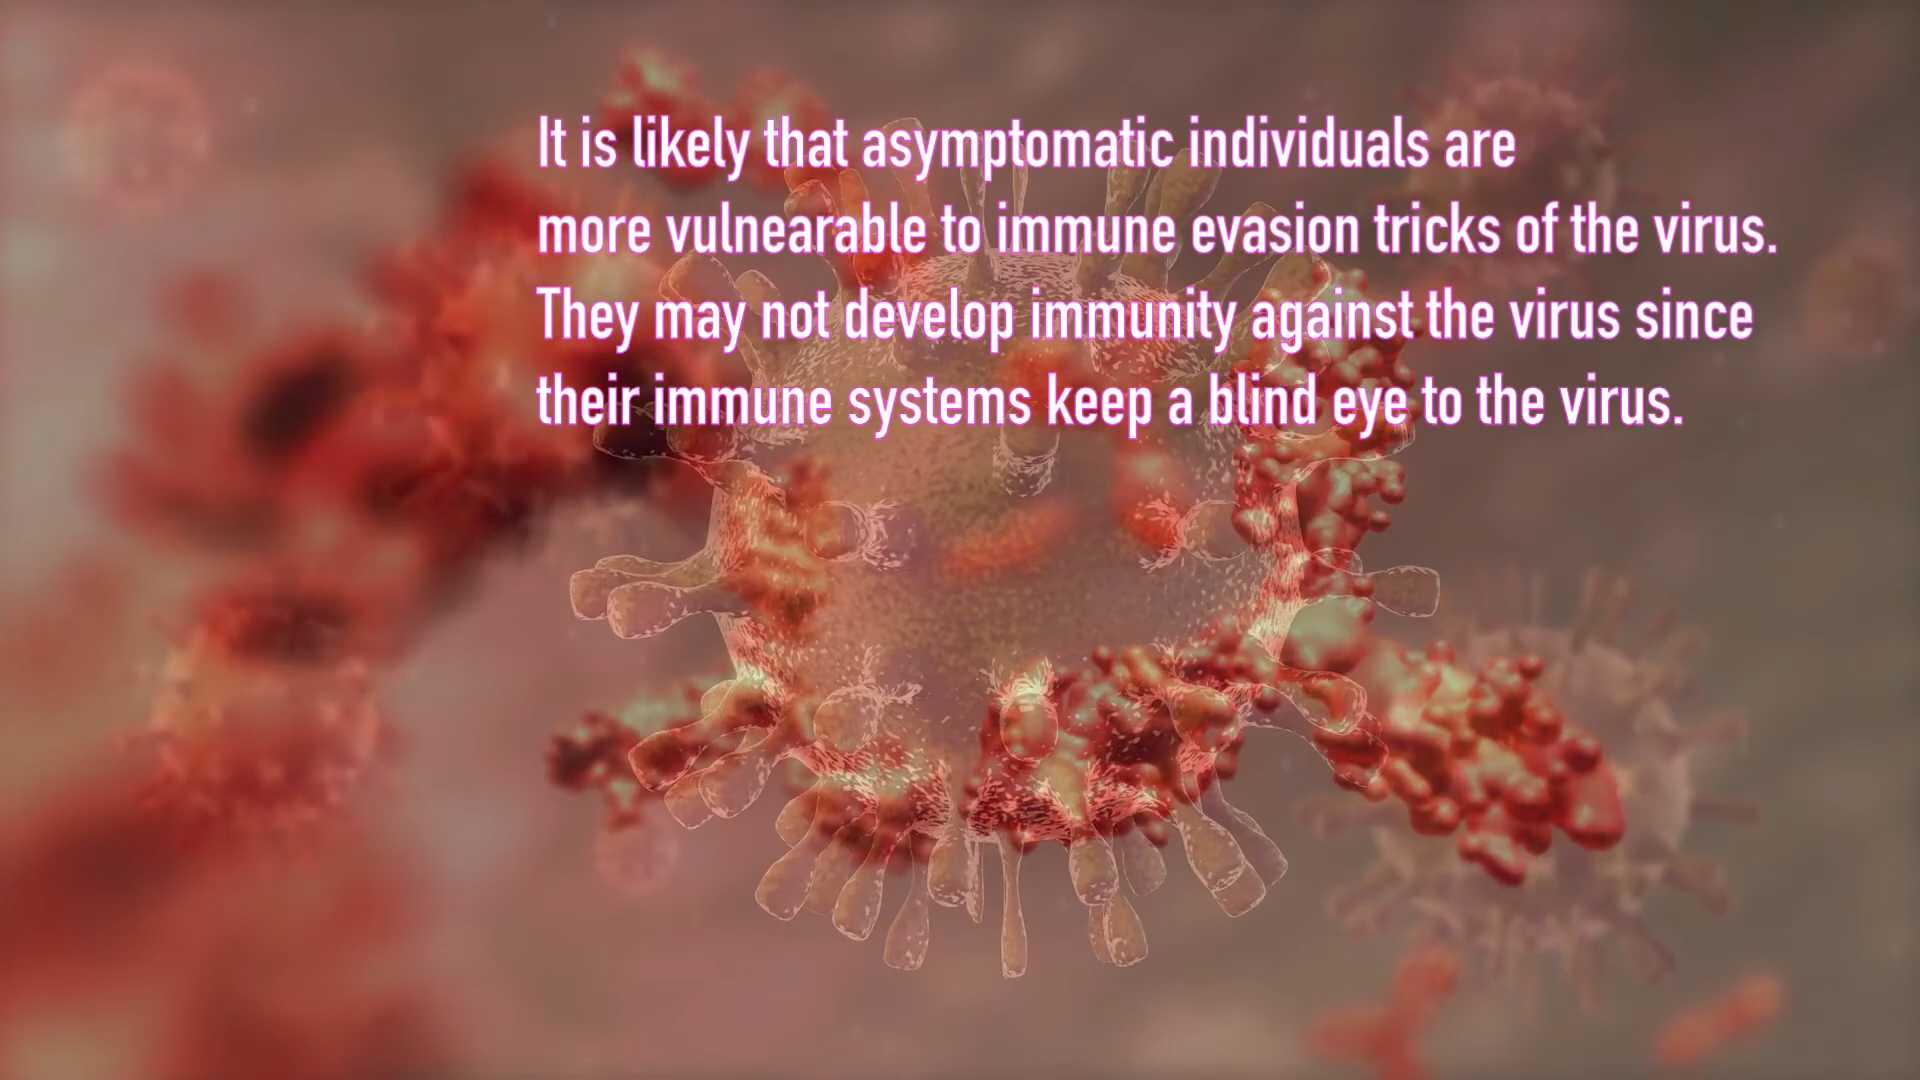 It is likely that asymptomatic individuals are
more vulnearable to immune evasion tricks of the virus.
They may not develop immunity against the virus since
their immune systems keep a blind eye to the virus.